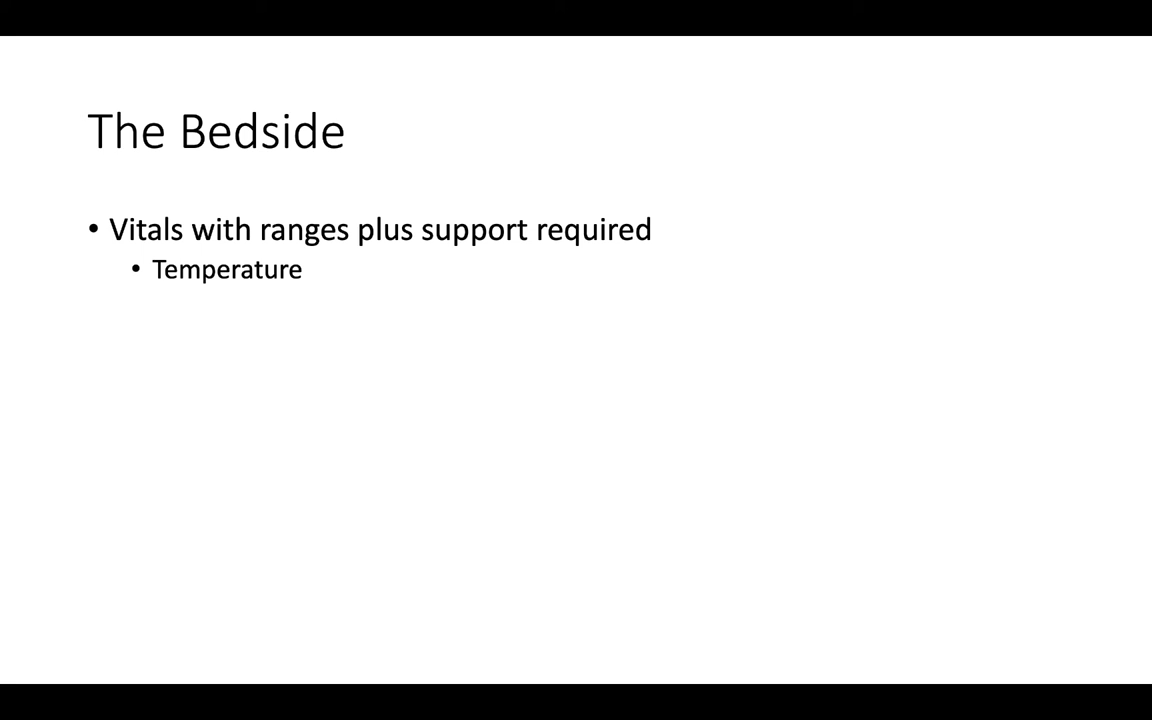 The Bedside
• Vitals with ranges plus support required
• Temperature